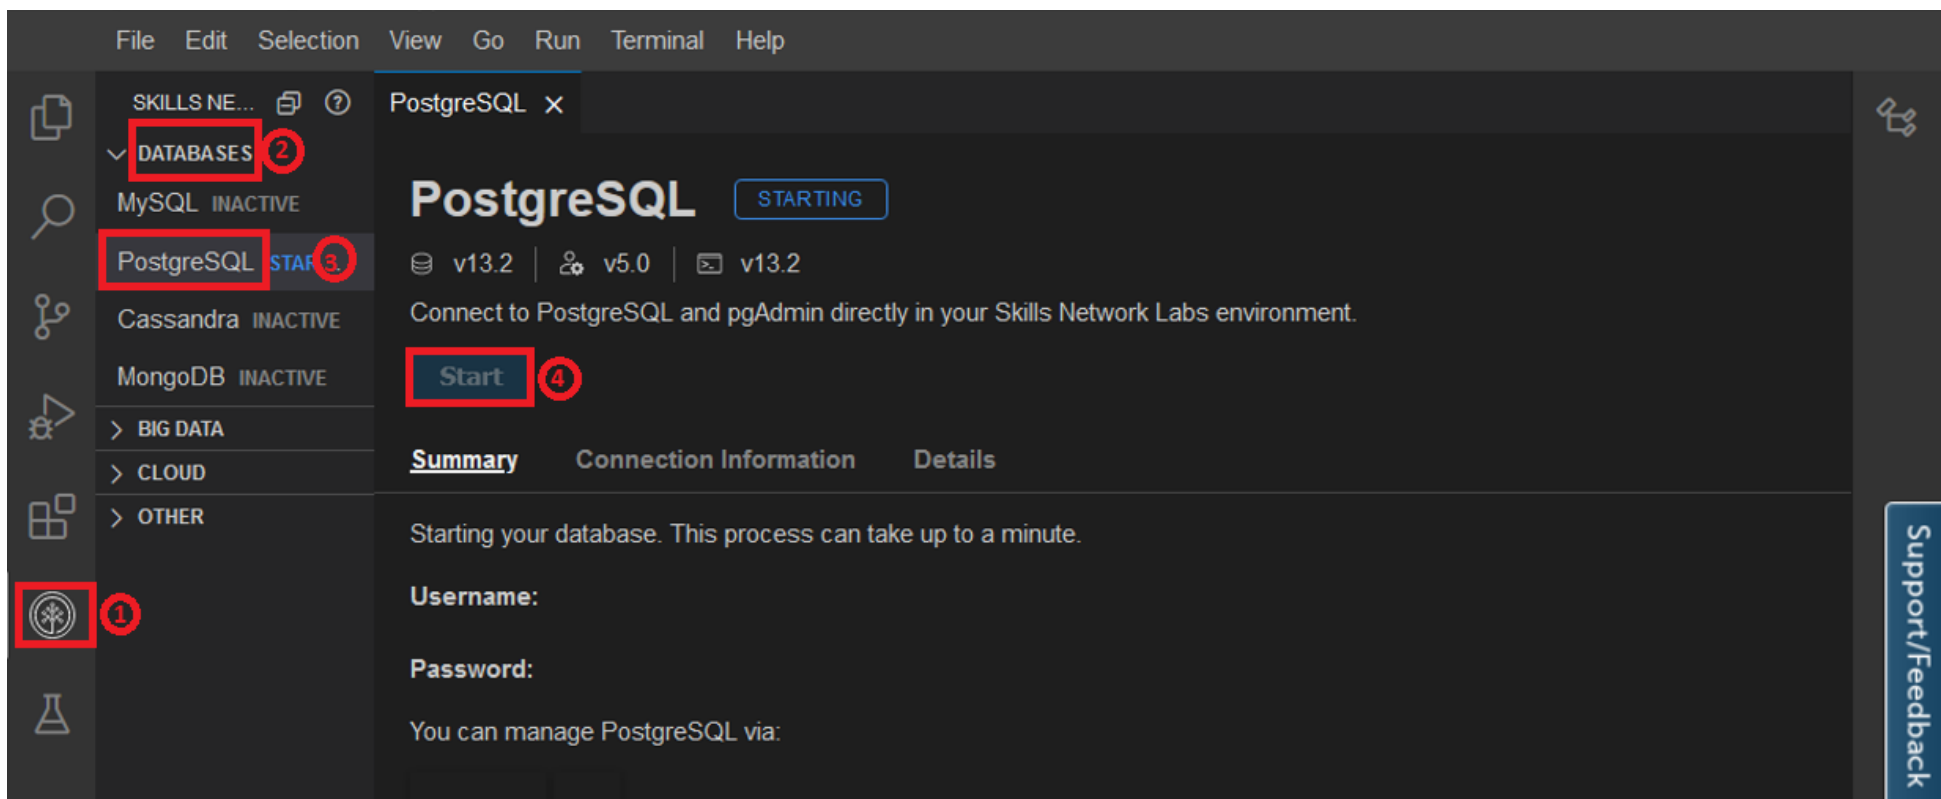 File Edit Selection View Go Run Terminal Help
SKILLS NE...
DATABASES 2
MySQL INACTIVE
PostgreSQL STAR 3
Cassandra INACTIVE
MongoDB INACTIVE
BIG DATA
CLOUD
OTHER
1
PostgreSQL
PostgreSQL STARTING
v13.2 v5.0 v13.2
Connect to PostgreSQL and pgAdmin directly in your Skills Network Labs environment.
Start 4
Summary Connection Information Details
Starting your database. This process can take up to a minute.
Username:
Password:
You can manage PostgreSQL via:
Support/Feedback